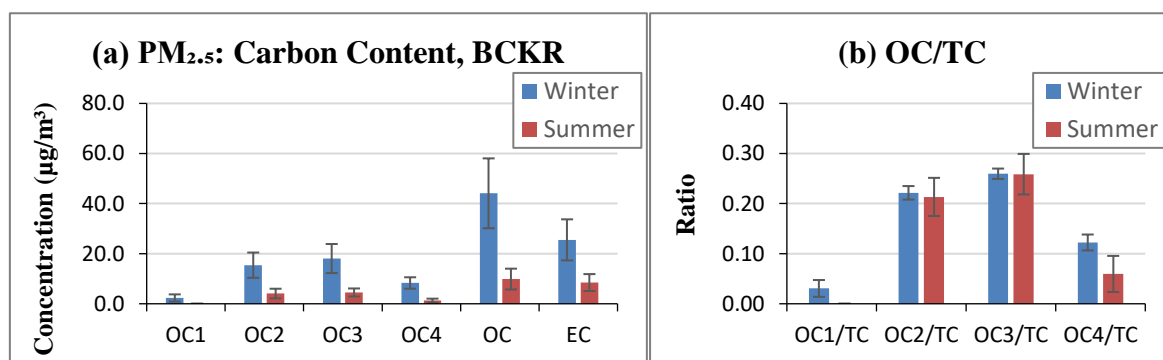 (a) PM₂.₅: Carbon Content, BCKR
Concentration (µg/m³)
80.0
60.0
40.0
20.0
0.0
Winter
Summer
OC1 OC2 OC3 OC4 OC EC
(b) OC/TC
Ratio
0.40
0.30
0.20
0.10
0.00
Winter
Summer
OC1/TC OC2/TC OC3/TC OC4/TC